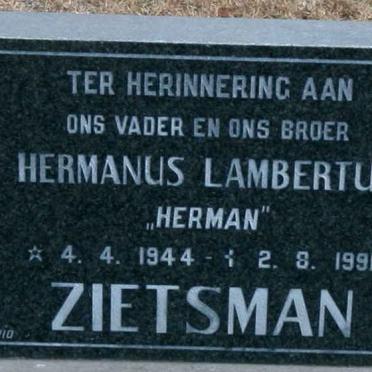 TER HERINNERING AAN
ONS VADER EN ONS BROER
HERMANUS LAMBERTU
„HERMAN"
☆ 4. 4. 1944 - † 2. 8. 199
ZIETSMAN